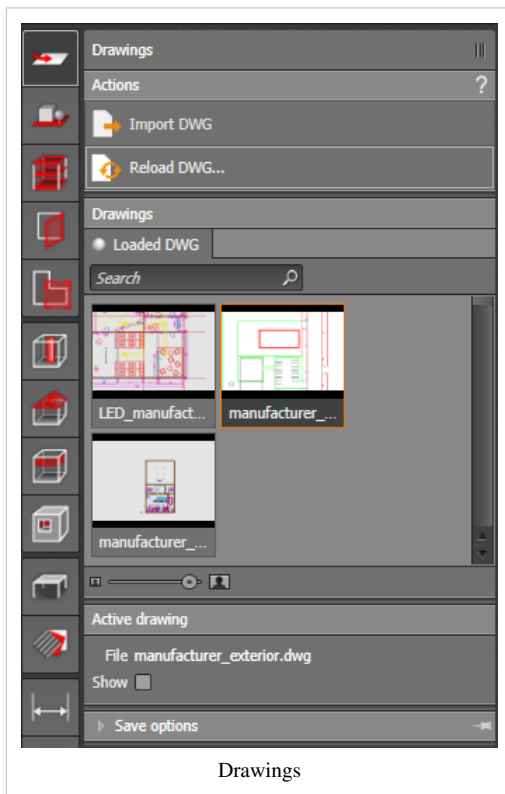 Drawings
Actions
?
Import DWG
Reload DWG...
Drawings
Loaded DWG
Search
LED_manufact...
manufacturer_...
manufacturer_...
Active drawing
File manufacturer_exterior.dwg
Show
Save options
Drawings